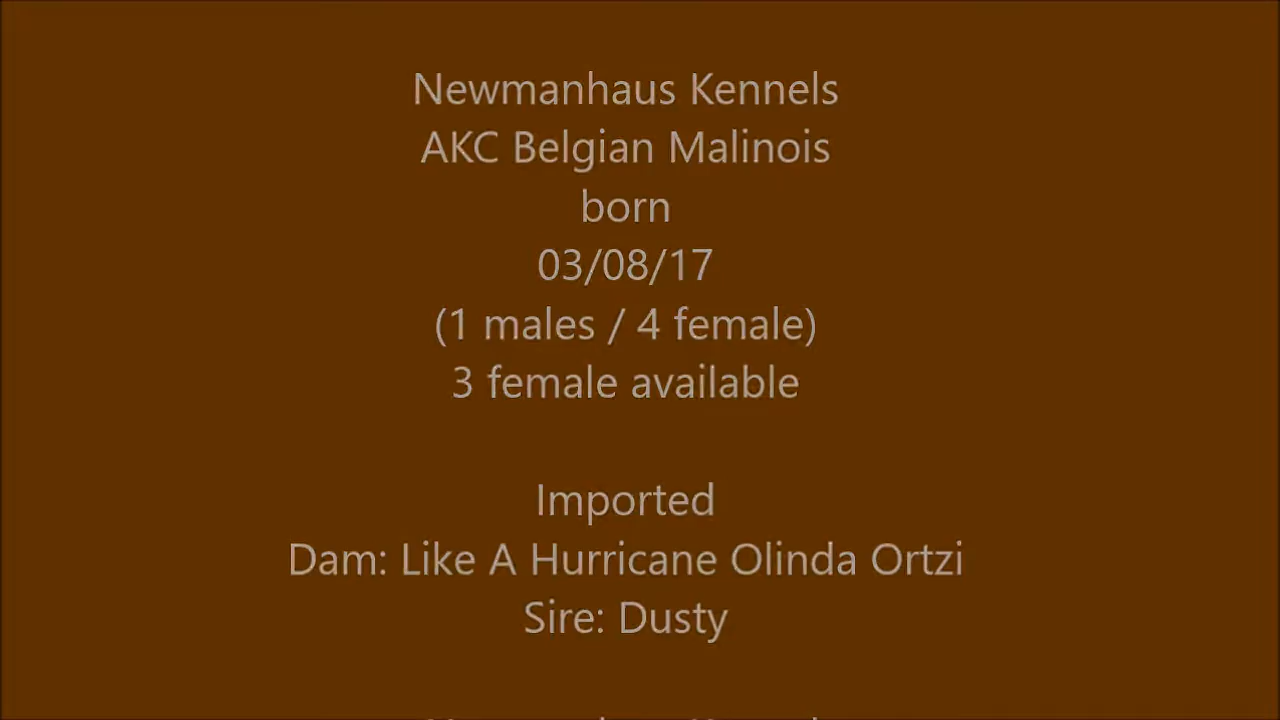 Newmanhaus Kennels
AKC Belgian Malinois
born
03/08/17
(1 males / 4 female)
3 female available
Imported
Dam: Like A Hurricane Olinda Ortzi
Sire: Dusty